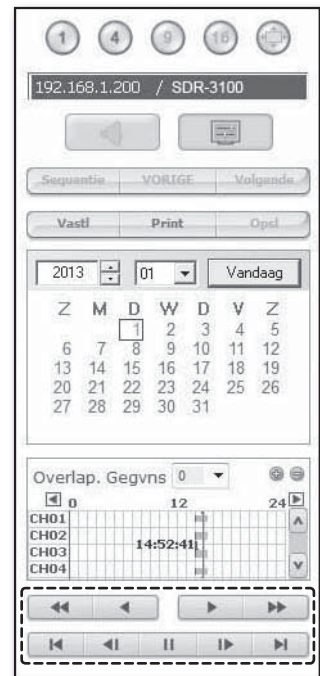 1 4 9 16
192.168.1.200 / SDR-3100
Sequentie VORIGE Volgende
Vastl Print Opsl
2013 01 Vandaag
Z M D W D V Z
1 2 3 4 5
6 7 8 9 10 11 12
13 14 15 16 17 18 19
20 21 22 23 24 25 26
27 28 29 30 31
Overlap. Gegvns 0
0 12 24
CH01
CH02
14:52:41
CH03
CH04